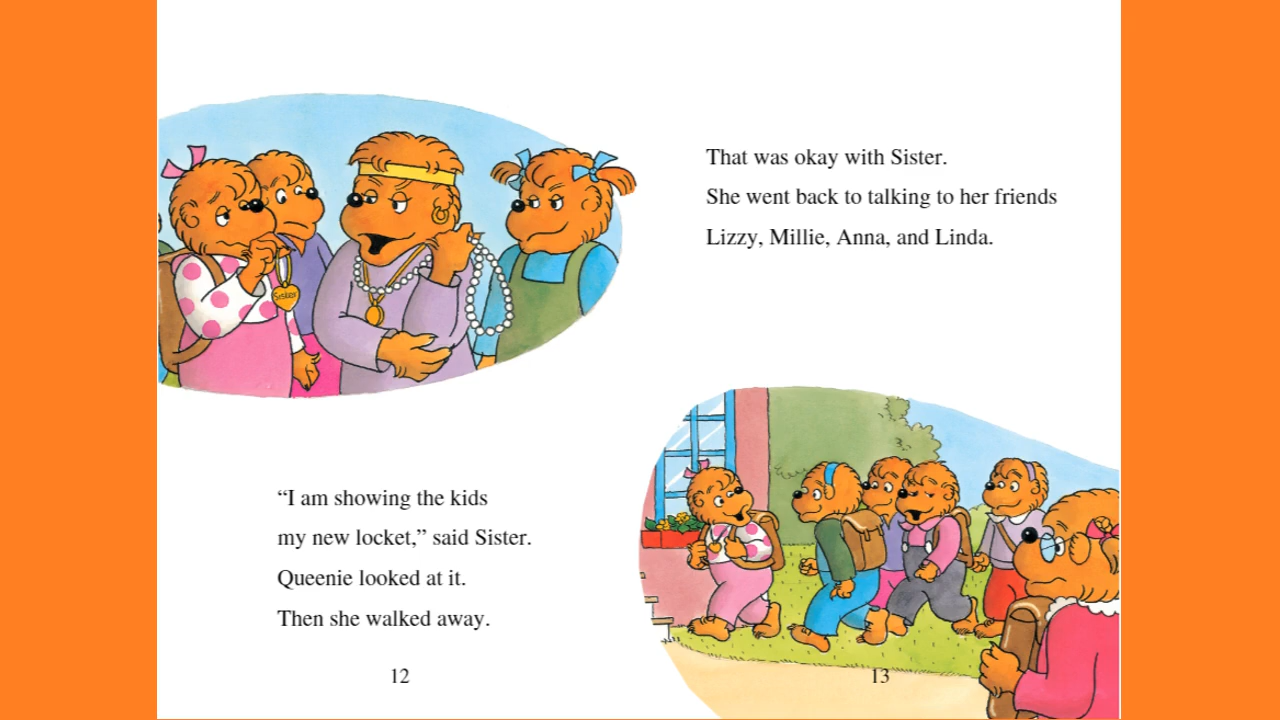 Sister
“I am showing the kids
my new locket,” said Sister.
Queenie looked at it.
Then she walked away.
12
That was okay with Sister.
She went back to talking to her friends
Lizzy, Millie, Anna, and Linda.
13